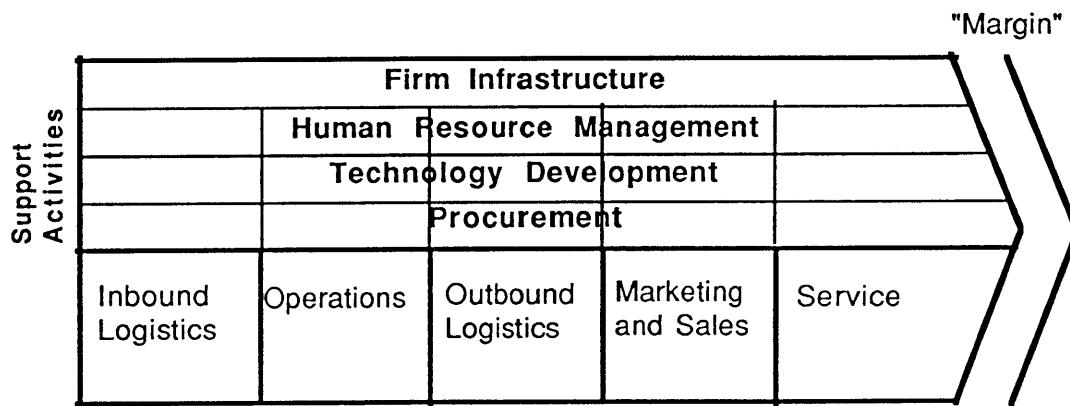 "Margin"
Firm Infrastructure
Human Resource Management
Technology Development
Procurement
Support
Activities
Inbound
Logistics
Operations
Outbound
Logistics
Marketing
and Sales
Service